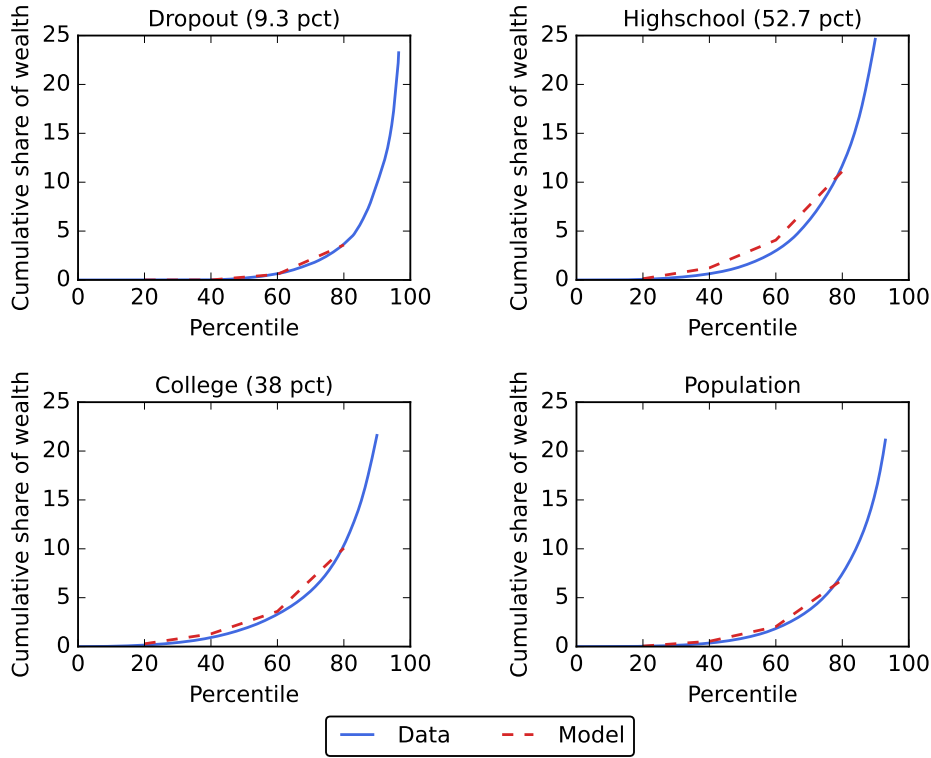 Dropout (9.3 pct)
Cumulative share of wealth
25
20
15
10
5
0
0 20 40 60 80 100
Percentile
Highschool (52.7 pct)
Cumulative share of wealth
25
20
15
10
5
0
0 20 40 60 80 100
Percentile
College (38 pct)
Cumulative share of wealth
25
20
15
10
5
0
0 20 40 60 80 100
Percentile
Population
Cumulative share of wealth
25
20
15
10
5
0
0 20 40 60 80 100
Percentile
Data Model